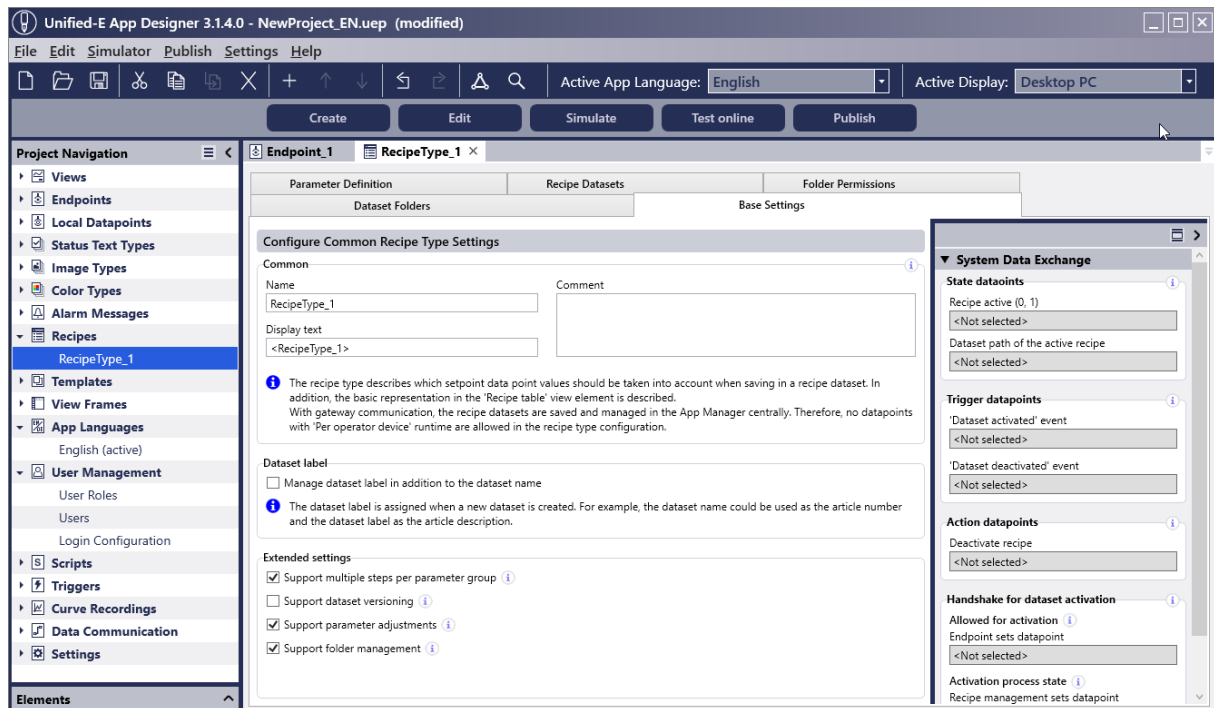 Unified-E App Designer 3.1.4.0 - NewProject_EN.uep (modified)
File Edit Simulator Publish Settings Help
Active App Language: English Active Display: Desktop PC
Create Edit Simulate Test online Publish
Project Navigation
Views
Endpoints
Local Datapoints
Status Text Types
Image Types
Color Types
Alarm Messages
Recipes
RecipeType_1
Templates
View Frames
App Languages
English (active)
User Management
User Roles
Users
Login Configuration
Scripts
Triggers
Curve Recordings
Data Communication
Settings
Elements
Endpoint_1 RecipeType_1
Parameter Definition Recipe Datasets Folder Permissions
Dataset Folders Base Settings
Configure Common Recipe Type Settings
Common
Name Comment
RecipeType_1
Display text
<RecipeType_1>
The recipe type describes which setpoint data point values should be taken into account when saving in a recipe dataset. In
addition, the basic representation in the 'Recipe table' view element is described.
With gateway communication, the recipe datasets are saved and managed in the App Manager centrally. Therefore, no datapoints
with 'Per operator device' runtime are allowed in the recipe type configuration.
Dataset label
Manage dataset label in addition to the dataset name
The dataset label is assigned when a new dataset is created. For example, the dataset name could be used as the article number
and the dataset label as the article description.
Extended settings
Support multiple steps per parameter group
Support dataset versioning
Support parameter adjustments
Support folder management
System Data Exchange
State dataoints
Recipe active (0, 1)
<Not selected>
Dataset path of the active recipe
<Not selected>
Trigger datapoints
'Dataset activated' event
<Not selected>
'Dataset deactivated' event
<Not selected>
Action datapoints
Deactivate recipe
<Not selected>
Handshake for dataset activation
Allowed for activation
Endpoint sets datapoint
<Not selected>
Activation process state
Recipe management sets datapoint